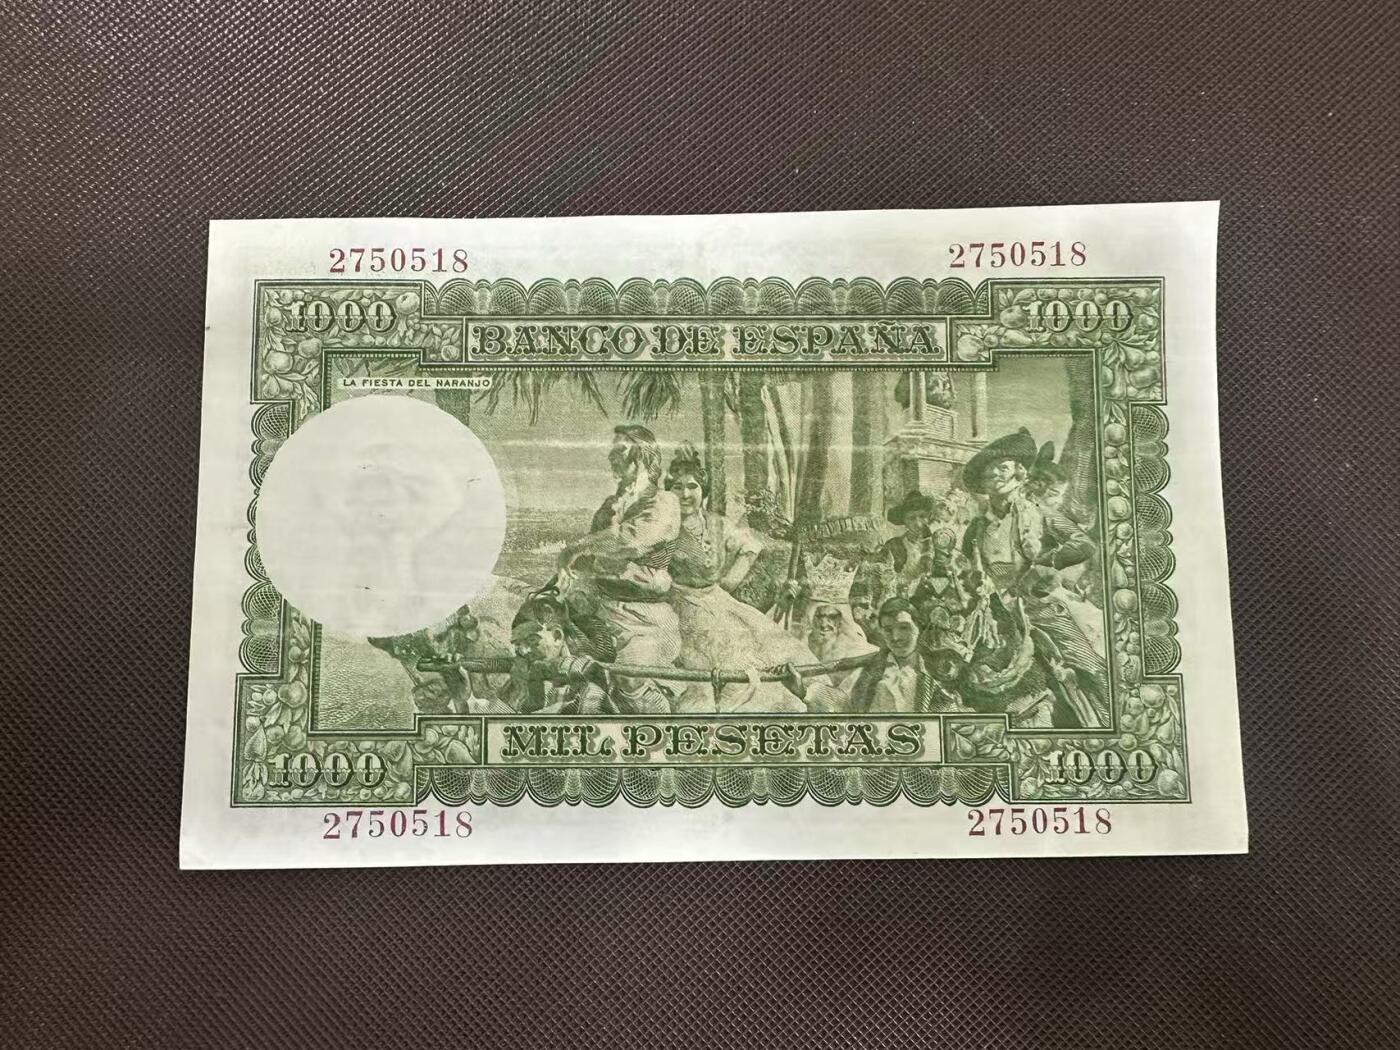 2750518 2750518
1000 1000
BANCO DE ESPAÑA
LA FIESTA DEL NARANJO
MIL PESETAS
1000 1000
2750518 2750518